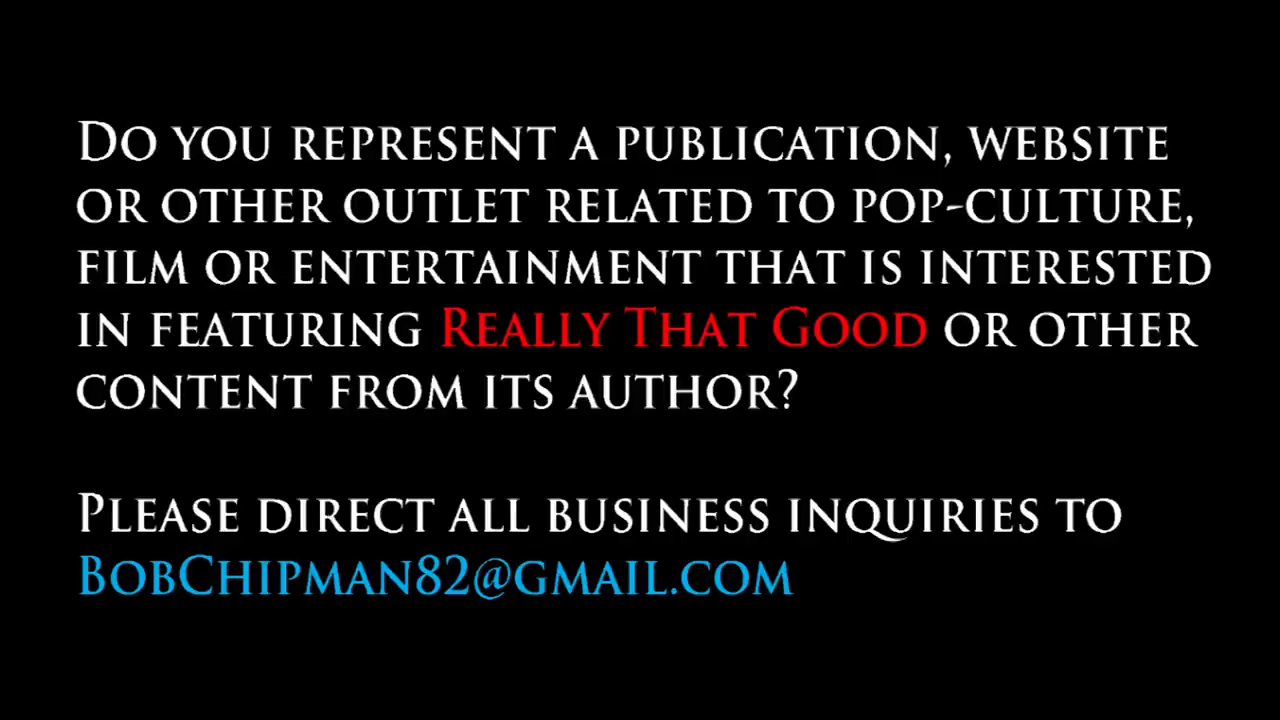 Do you represent a publication, website
or other outlet related to pop-culture,
film or entertainment that is interested
in featuring Really That Good or other
content from its author?
Please direct all business inquiries to
BobChipman82@gmail.com